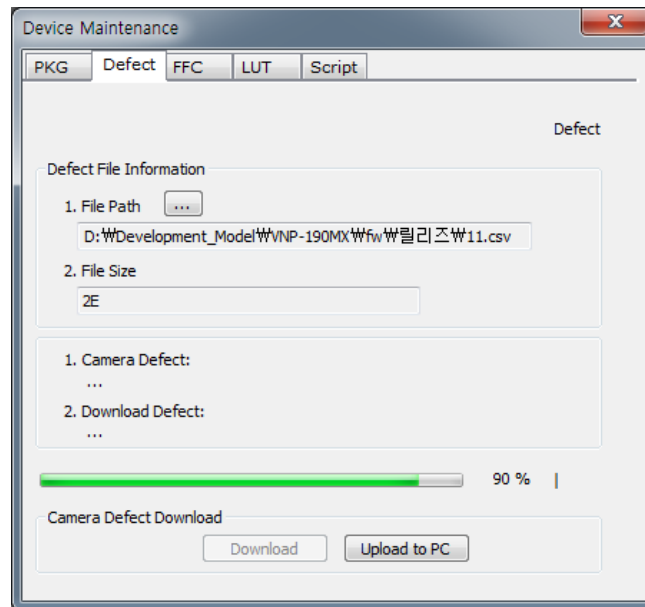 Device Maintenance
PKG Defect FFC LUT Script
Defect
Defect File Information
1. File Path ...
D:₩Development_Model₩VNP-190MX₩fw₩릴리즈₩11.csv
2. File Size
2E
1. Camera Defect:
...
2. Download Defect:
...
90 % |
Camera Defect Download
Download Upload to PC